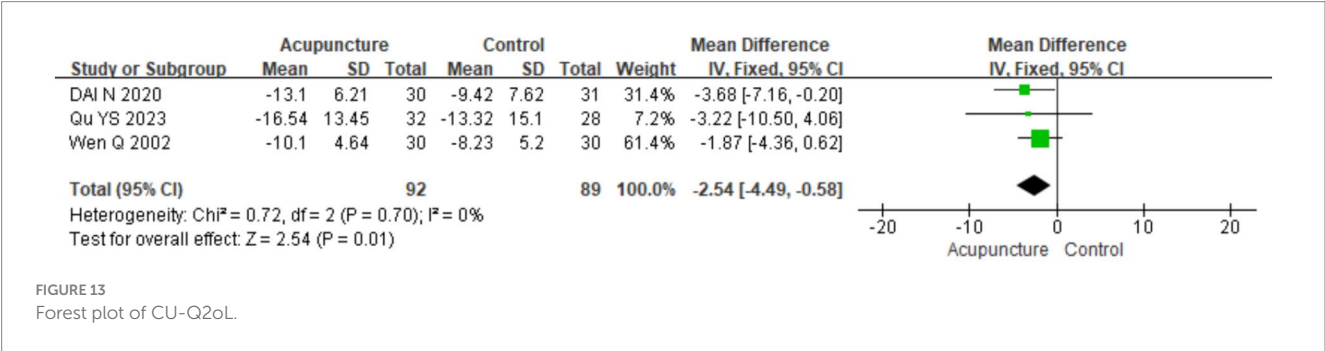 Acupuncture Control Mean Difference Mean Difference
Study or Subgroup Mean SD Total Mean SD Total Weight IV, Fixed, 95% CI IV, Fixed, 95% CI
DAI N 2020 -13.1 6.21 30 -9.42 7.62 31 31.4% -3.68 [-7.16, -0.20]
Qu YS 2023 -16.54 13.45 32 -13.32 15.1 28 7.2% -3.22 [-10.50, 4.06]
Wen Q 2002 -10.1 4.64 30 -8.23 5.2 30 61.4% -1.87 [-4.36, 0.62]
Total (95% CI) 92 89 100.0% -2.54 [-4.49, -0.58]
Heterogeneity: Chi² = 0.72, df = 2 (P = 0.70); I² = 0%
Test for overall effect: Z = 2.54 (P = 0.01)
-20 -10 0 10 20
Acupuncture Control
FIGURE 13
Forest plot of CU-Q2oL.